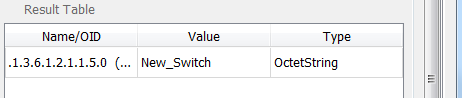 Result Table
Name/OID Value Type
.1.3.6.1.2.1.1.5.0 (... New_Switch OctetString